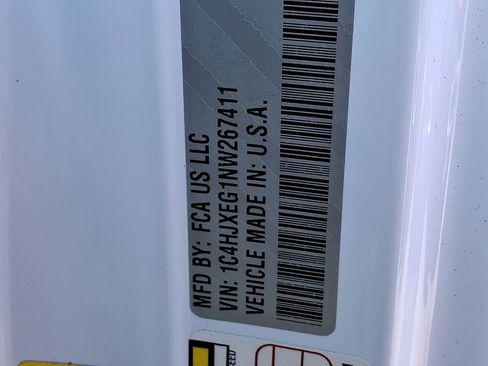 MFD BY: FCA US LLC
VIN: 1C4HJXEG1NW267411
VEHICLE MADE IN: U.S.A.